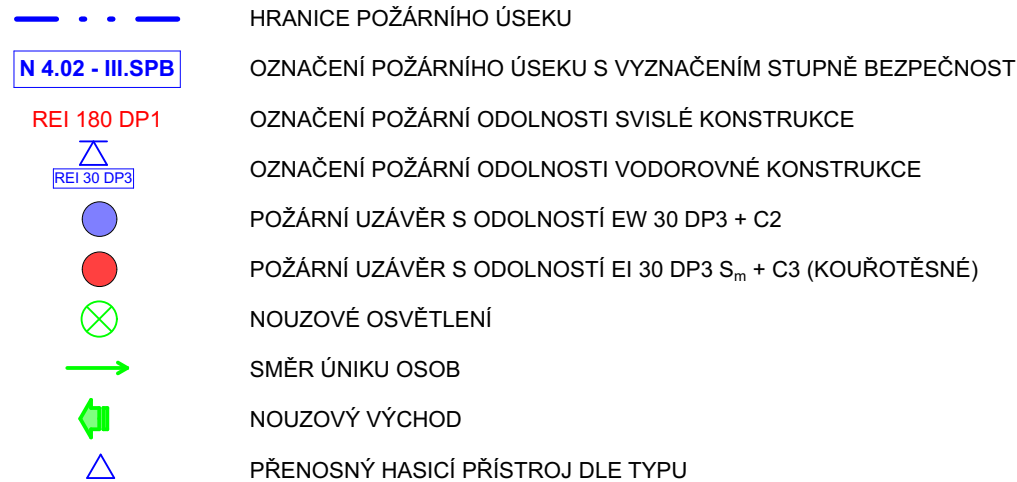 HRANICE POŽÁRNÍHO ÚSEKU
N 4.02 - III.SPB OZNAČENÍ POŽÁRNÍHO ÚSEKU S VYZNAČENÍM STUPNĚ BEZPEČNOST
REI 180 DP1 OZNAČENÍ POŽÁRNÍ ODOLNOSTI SVISLÉ KONSTRUKCE
REI 30 DP3 OZNAČENÍ POŽÁRNÍ ODOLNOSTI VODOROVNÉ KONSTRUKCE
POŽÁRNÍ UZÁVĚR S ODOLNOSTÍ EW 30 DP3 + C2
POŽÁRNÍ UZÁVĚR S ODOLNOSTÍ EI 30 DP3 Sm + C3 (KOUŘOTĚSNÉ)
NOUZOVÉ OSVĚTLENÍ
SMĚR ÚNIKU OSOB
NOUZOVÝ VÝCHOD
PŘENOSNÝ HASICÍ PŘÍSTROJ DLE TYPU